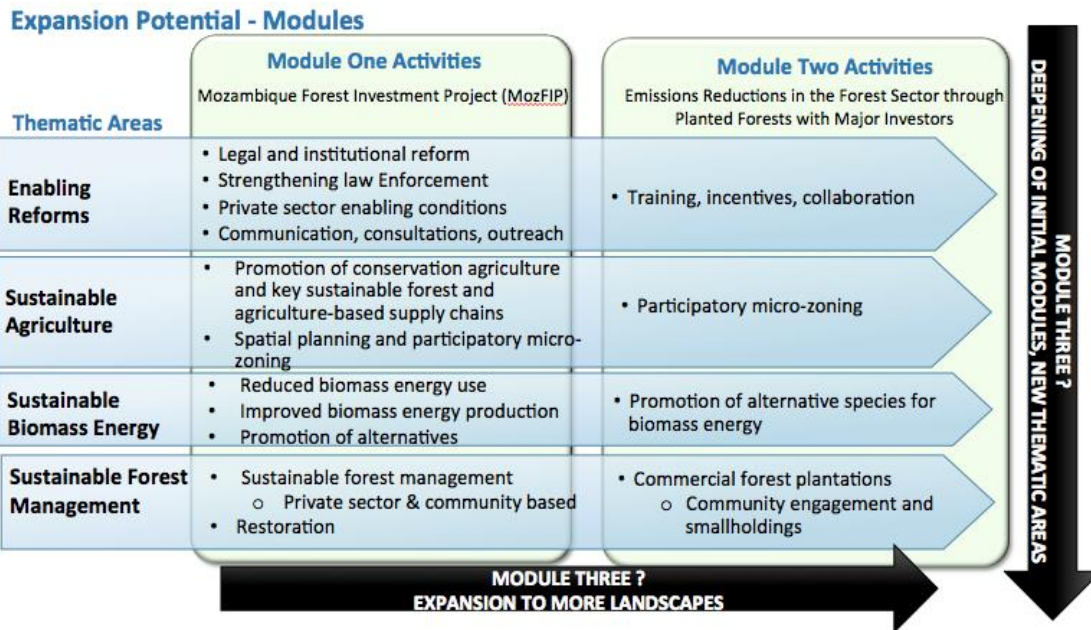 Expansion Potential - Modules
Module One Activities
Mozambique Forest Investment Project (MozFIP)
Module Two Activities
Emissions Reductions in the Forest Sector through
Planted Forests with Major Investors
Thematic Areas
Enabling
Reforms
• Legal and institutional reform
• Strengthening law Enforcement
• Private sector enabling conditions
• Communication, consultations, outreach
• Training, incentives, collaboration
Sustainable
Agriculture
• Promotion of conservation agriculture
and key sustainable forest and
agriculture-based supply chains
• Spatial planning and participatory micro-
zoning
• Participatory micro-zoning
Sustainable
Biomass Energy
• Reduced biomass energy use
• Improved biomass energy production
• Promotion of alternatives
• Promotion of alternative species for
biomass energy
Sustainable Forest
Management
• Sustainable forest management
o Private sector & community based
• Restoration
• Commercial forest plantations
o Community engagement and
smallholdings
MODULE THREE ?
EXPANSION TO MORE LANDSCAPES
MODULE THREE ?
DEEPENING OF INITIAL MODULES, NEW THEMATIC AREAS